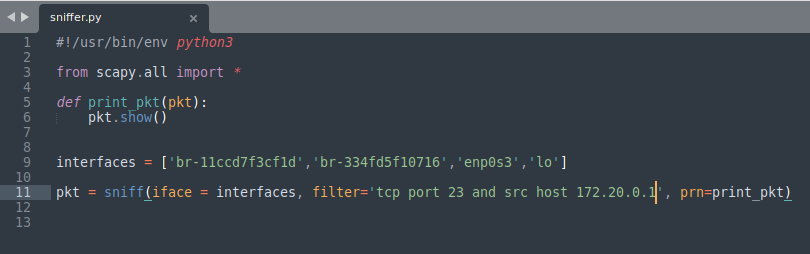 sniffer.py
1 #!/usr/bin/env python3
2
3 from scapy.all import *
4
5 def print_pkt(pkt):
6     pkt.show()
7
8
9 interfaces = ['br-11ccd7f3cf1d','br-334fd5f10716','enp0s3','lo']
10
11 pkt = sniff(iface = interfaces, filter='tcp port 23 and src host 172.20.0.1', prn=print_pkt)
12
13